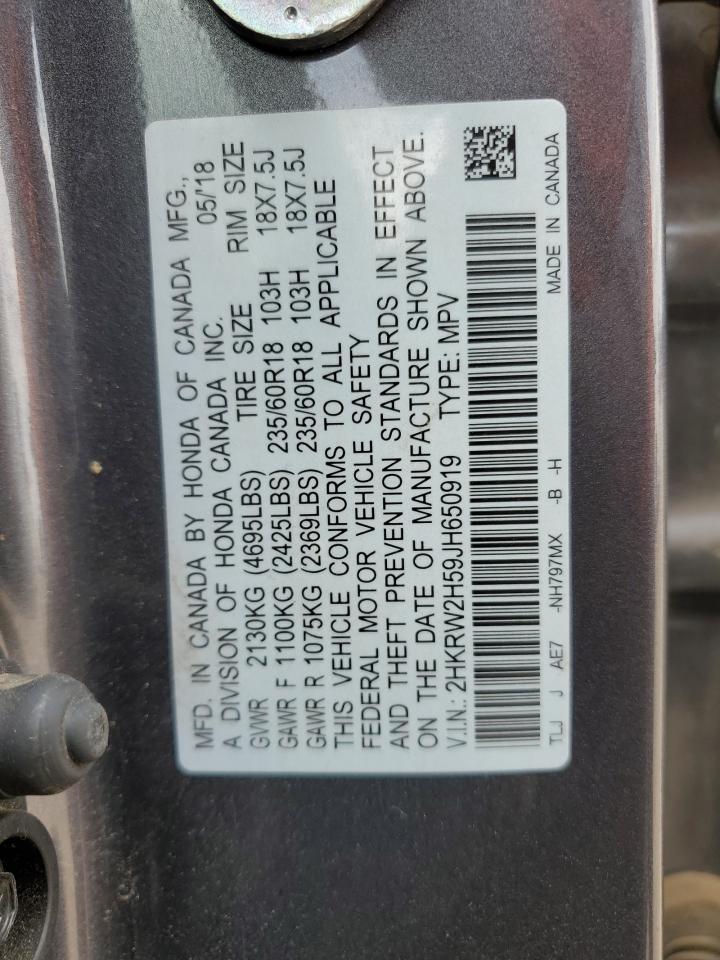 MFD. IN CANADA BY HONDA OF CANADA MFG.,
A DIVISION OF HONDA CANADA INC. 05/'18
GVWR 2130KG (4695LBS) TIRE SIZE RIM SIZE
GAWR F 1100KG (2425LBS) 235/60R18 103H 18X7.5J
GAWR R 1075KG (2369LBS) 235/60R18 103H 18X7.5J
THIS VEHICLE CONFORMS TO ALL APPLICABLE
FEDERAL MOTOR VEHICLE SAFETY
AND THEFT PREVENTION STANDARDS IN EFFECT
ON THE DATE OF MANUFACTURE SHOWN ABOVE.
V.I.N.: 2HKRW2H59JH650919 TYPE: MPV
TLJ J AE7 -NH797MX -B -H MADE IN CANADA